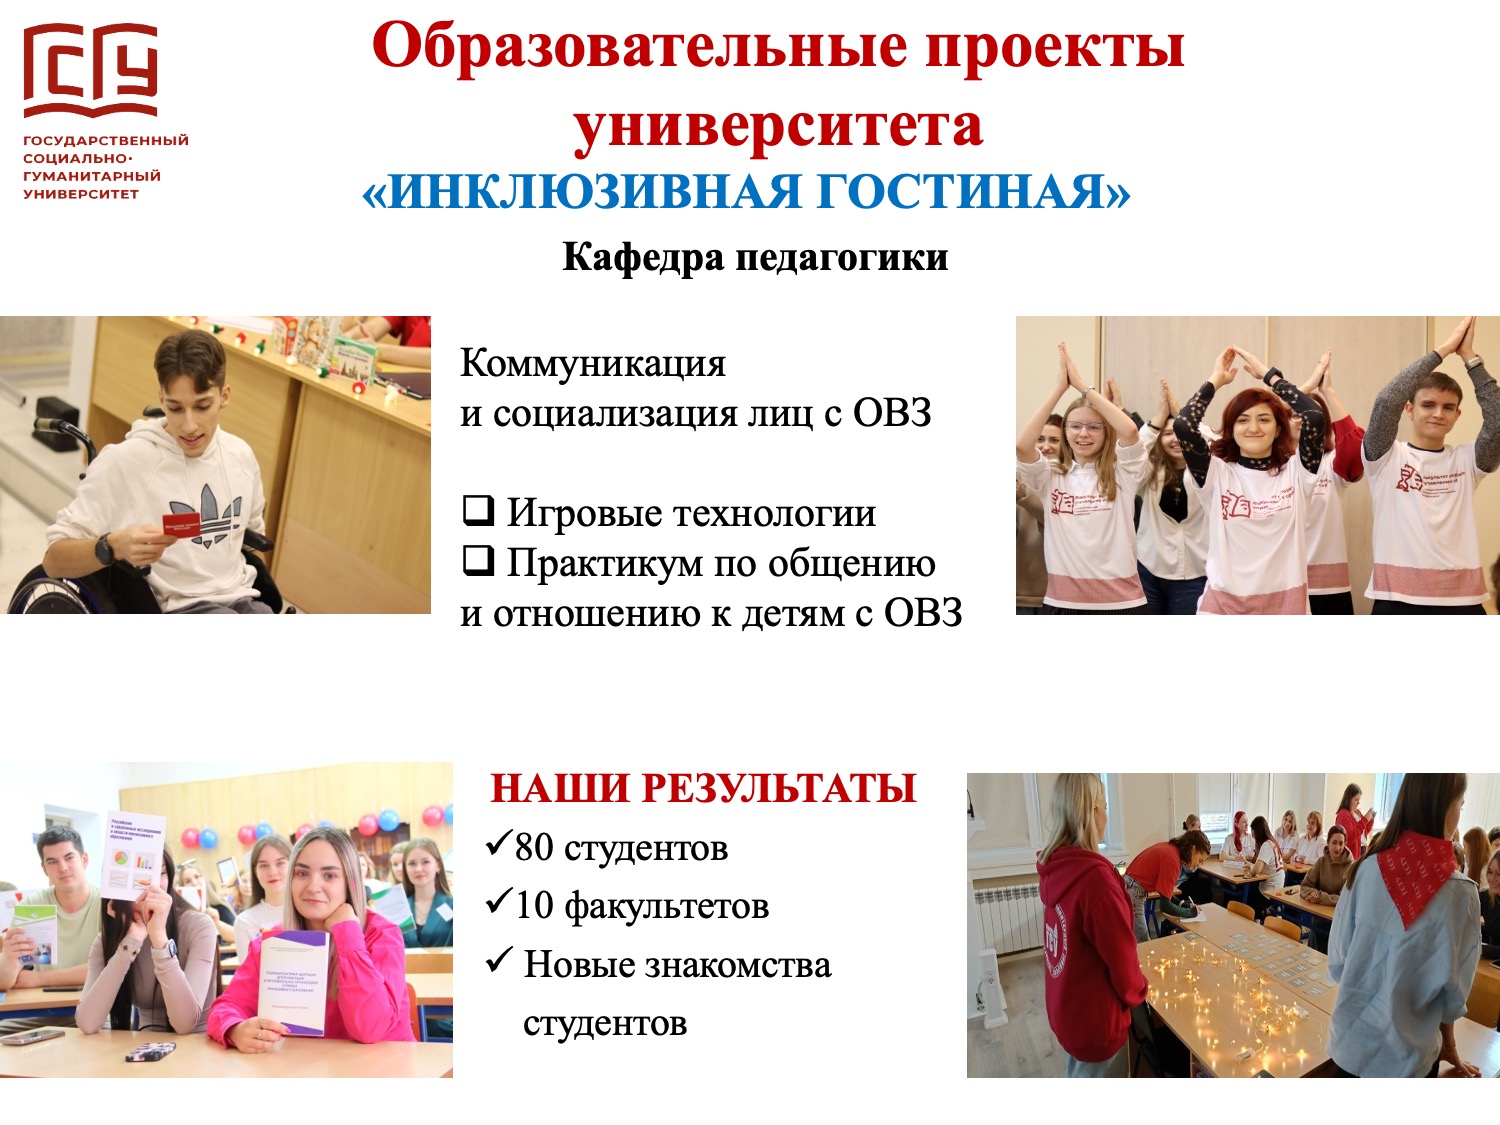 ГСГУ
ГОСУДАРСТВЕННЫЙ
СОЦИАЛЬНО-
ГУМАНИТАРНЫЙ
УНИВЕРСИТЕТ
Образовательные проекты
университета
«ИНКЛЮЗИВНАЯ ГОСТИНАЯ»
Кафедра педагогики
Коммуникация
и социализация лиц с ОВЗ
❑ Игровые технологии
❑ Практикум по общению
и отношению к детям с ОВЗ
НАШИ РЕЗУЛЬТАТЫ
✓80 студентов
✓10 факультетов
✓ Новые знакомства
студентов